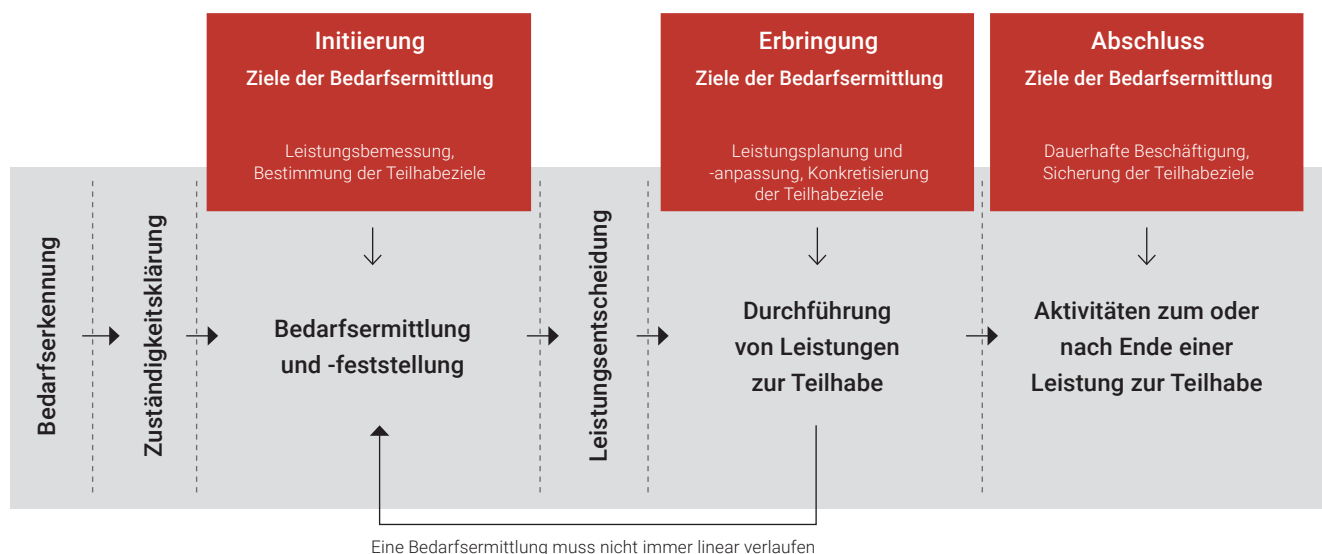 Initiierung
Ziele der Bedarfsermittlung
Leistungsbemessung,
Bestimmung der Teilhabeziele
Erbringung
Ziele der Bedarfsermittlung
Leistungsplanung und
-anpassung, Konkretisierung
der Teilhabeziele
Abschluss
Ziele der Bedarfsermittlung
Dauerhafte Beschäftigung,
Sicherung der Teilhabeziele
Bedarfserkennung
Zuständigkeitsklärung
Bedarfsermittlung
und -feststellung
Leistungsentscheidung
Durchführung
von Leistungen
zur Teilhabe
Aktivitäten zum oder
nach Ende einer
Leistung zur Teilhabe
Eine Bedarfsermittlung muss nicht immer linear verlaufen